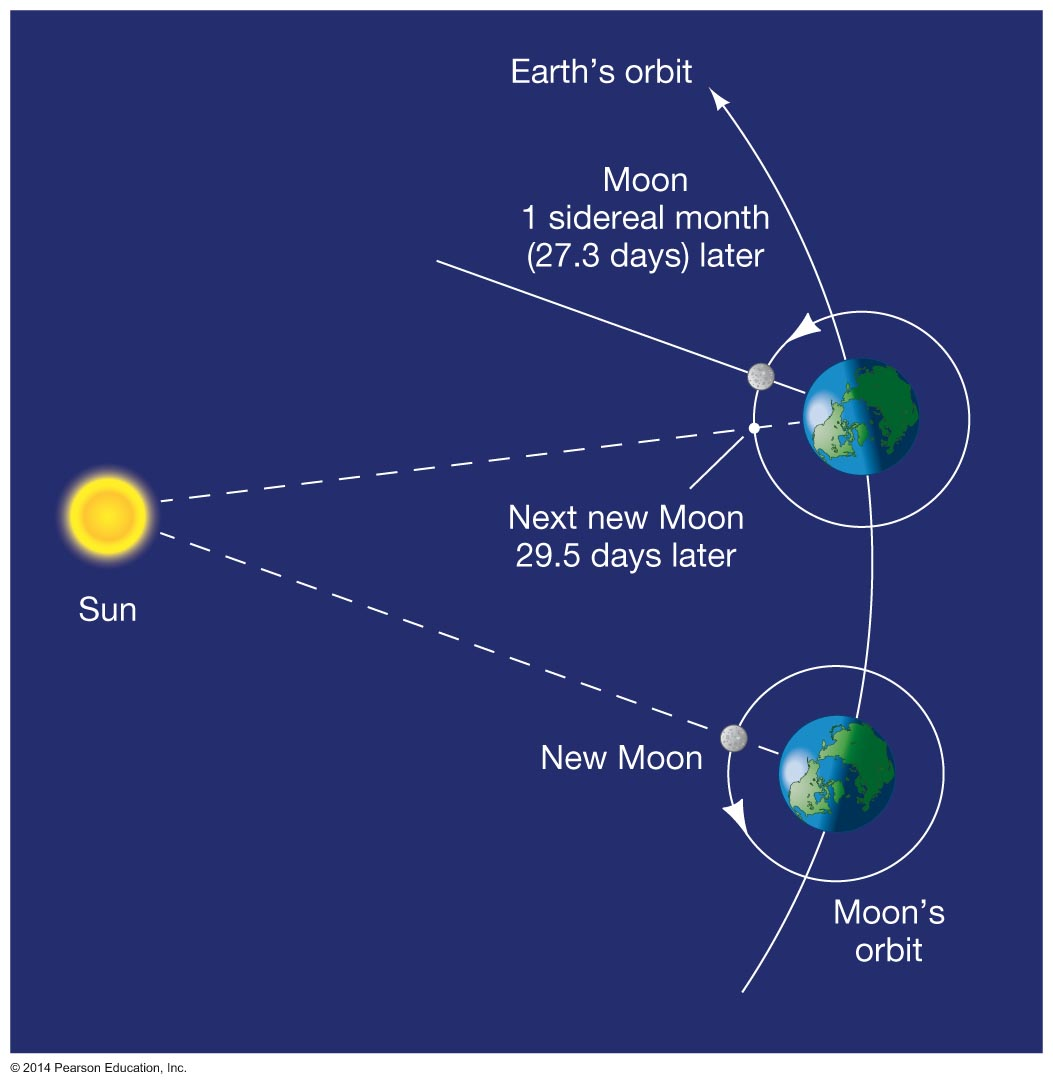 Earth’s orbit
Moon
1 sidereal month
(27.3 days) later
Next new Moon
29.5 days later
Sun
New Moon
Moon’s
orbit
© 2014 Pearson Education, Inc.